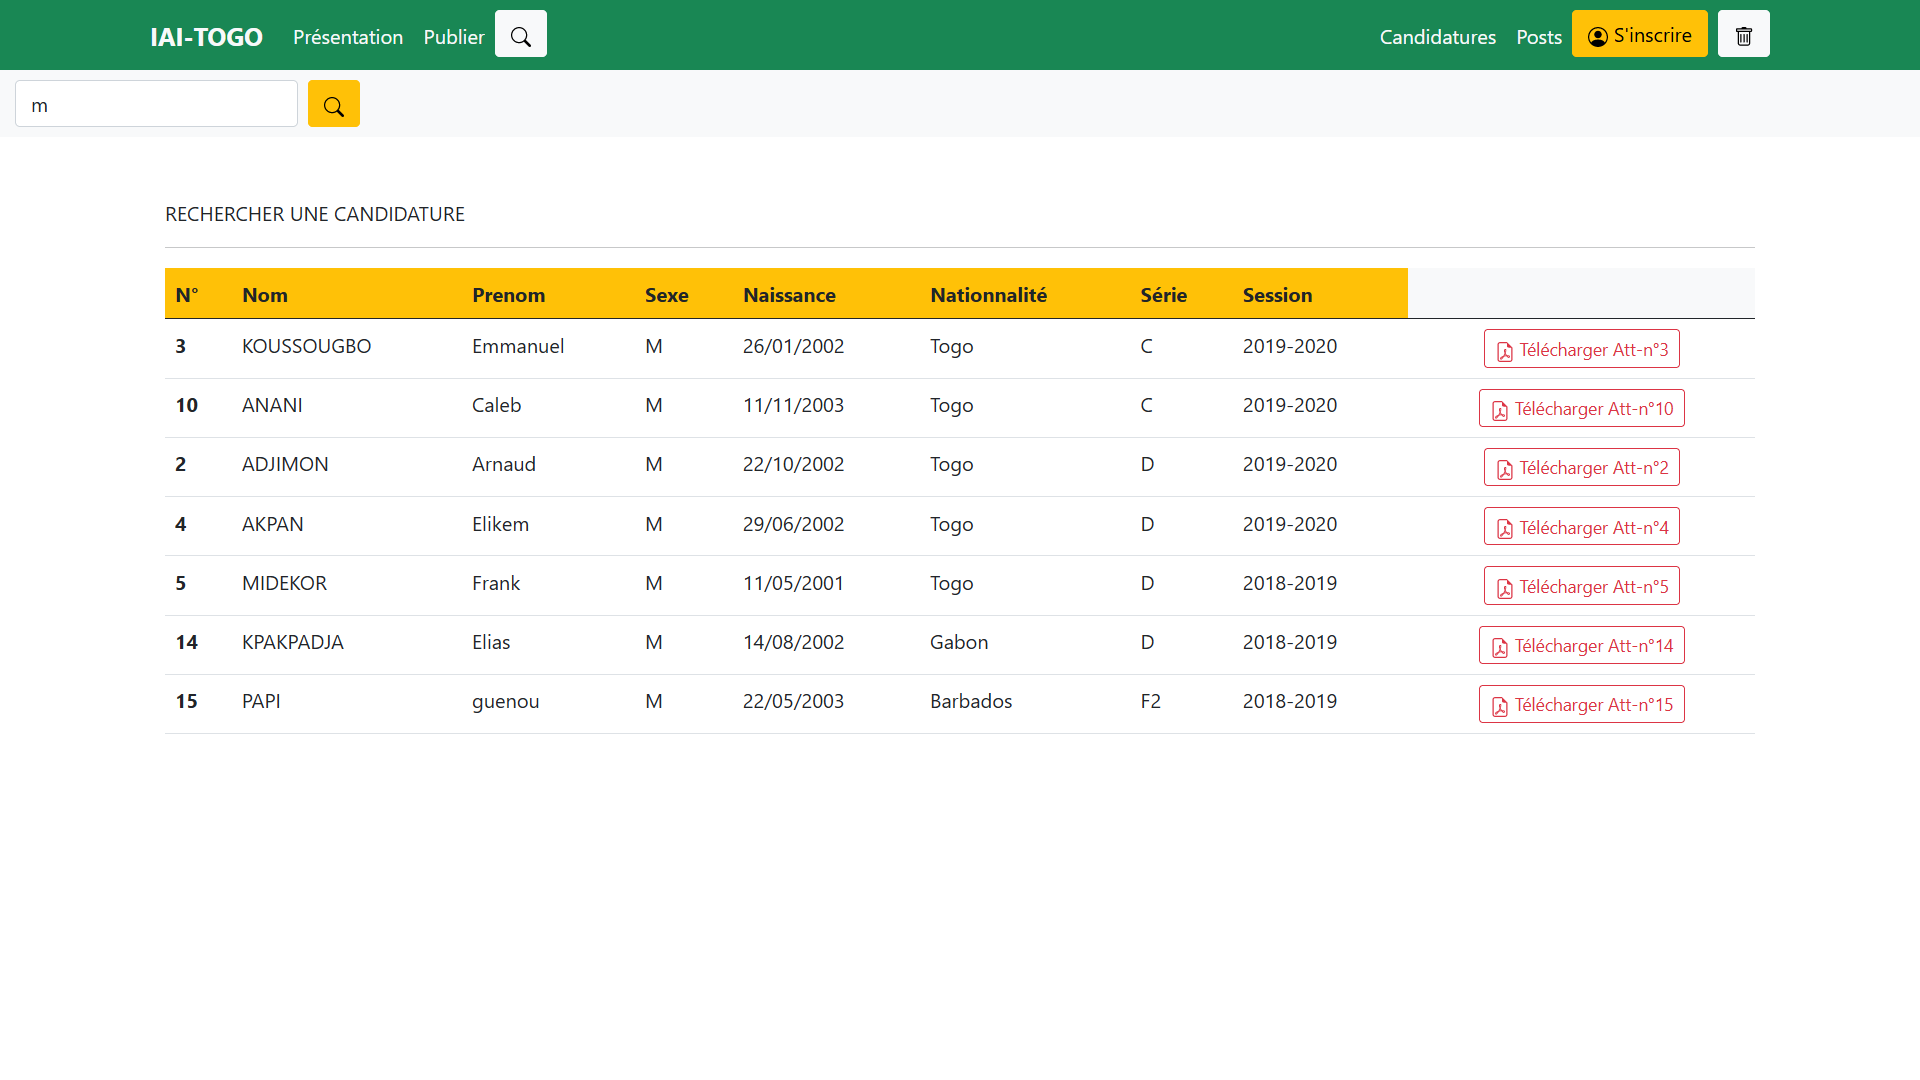 IAI-TOGO Présentation Publier Candidatures Posts S'inscrire
m
RECHERCHER UNE CANDIDATURE
N° Nom Prenom Sexe Naissance Nationnalité Série Session
3 KOUSSOUGBO Emmanuel M 26/01/2002 Togo C 2019-2020 Télécharger Att-n°3
10 ANANI Caleb M 11/11/2003 Togo C 2019-2020 Télécharger Att-n°10
2 ADJIMON Arnaud M 22/10/2002 Togo D 2019-2020 Télécharger Att-n°2
4 AKPAN Elikem M 29/06/2002 Togo D 2019-2020 Télécharger Att-n°4
5 MIDEKOR Frank M 11/05/2001 Togo D 2018-2019 Télécharger Att-n°5
14 KPAKPADJA Elias M 14/08/2002 Gabon D 2018-2019 Télécharger Att-n°14
15 PAPI guenou M 22/05/2003 Barbados F2 2018-2019 Télécharger Att-n°15